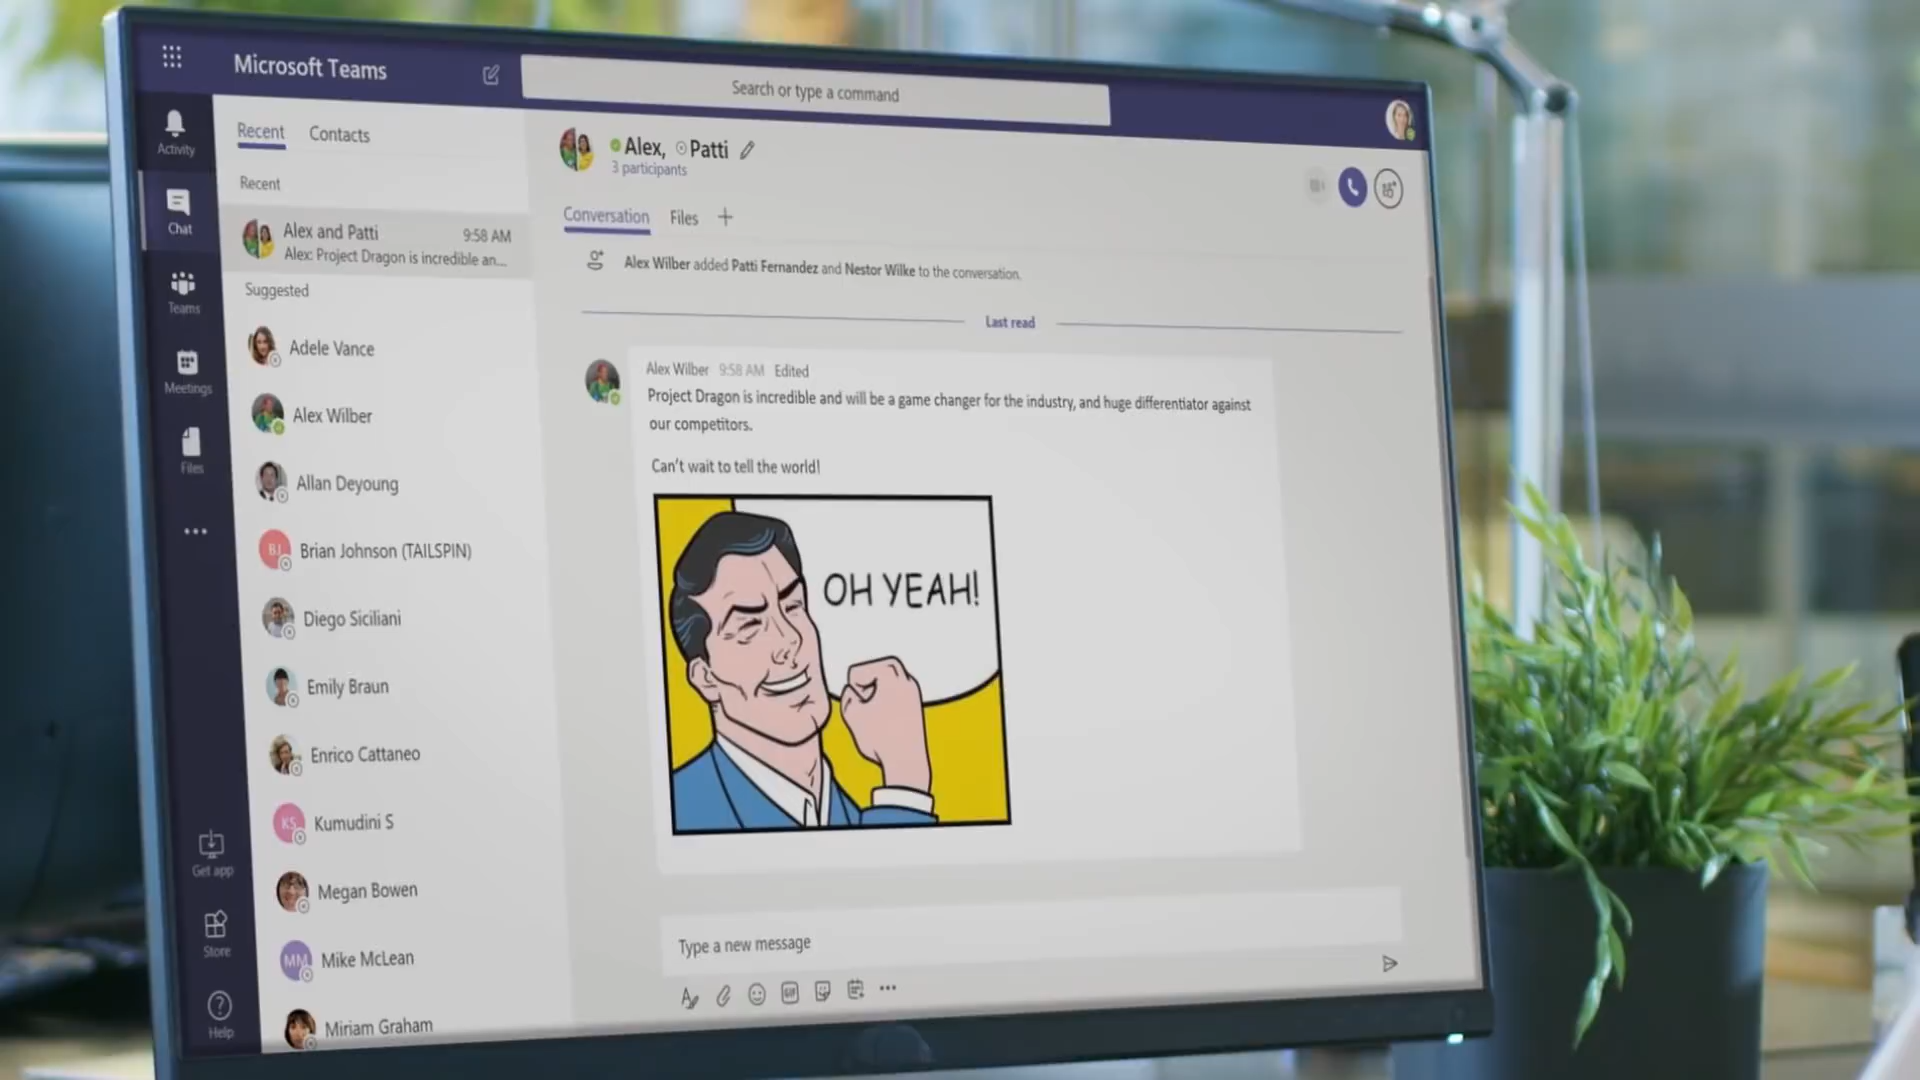 Microsoft Teams
Search or type a command
Activity
Chat
Teams
Meetings
Files
Get app
Store
Help
Recent Contacts
Recent
Alex and Patti 9:58 AM
Alex: Project Dragon is incredible an...
Suggested
Adele Vance
Alex Wilber
Allan Deyoung
BJ Brian Johnson (TAILSPIN)
Diego Siciliani
Emily Braun
Enrico Cattaneo
KS Kumudini S
Megan Bowen
MM Mike McLean
Miriam Graham
Alex, Patti
3 participants
Conversation Files
Alex Wilber added Patti Fernandez and Nestor Wilke to the conversation.
Last read
Alex Wilber 9:58 AM Edited
Project Dragon is incredible and will be a game changer for the industry, and huge differentiator against
our competitors.
Can't wait to tell the world!
OH YEAH!
Type a new message
GIF